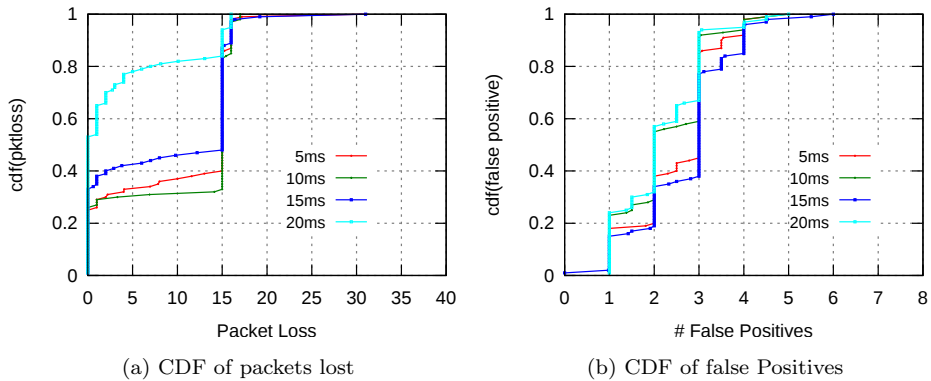 1
0.8
0.6
0.4
0.2
0
cdf(pktloss)
5ms
10ms
15ms
20ms
0 5 10 15 20 25 30 35 40
Packet Loss
(a) CDF of packets lost
1
0.8
0.6
0.4
0.2
0
cdf(false positive)
5ms
10ms
15ms
20ms
0 1 2 3 4 5 6 7 8
# False Positives
(b) CDF of false Positives